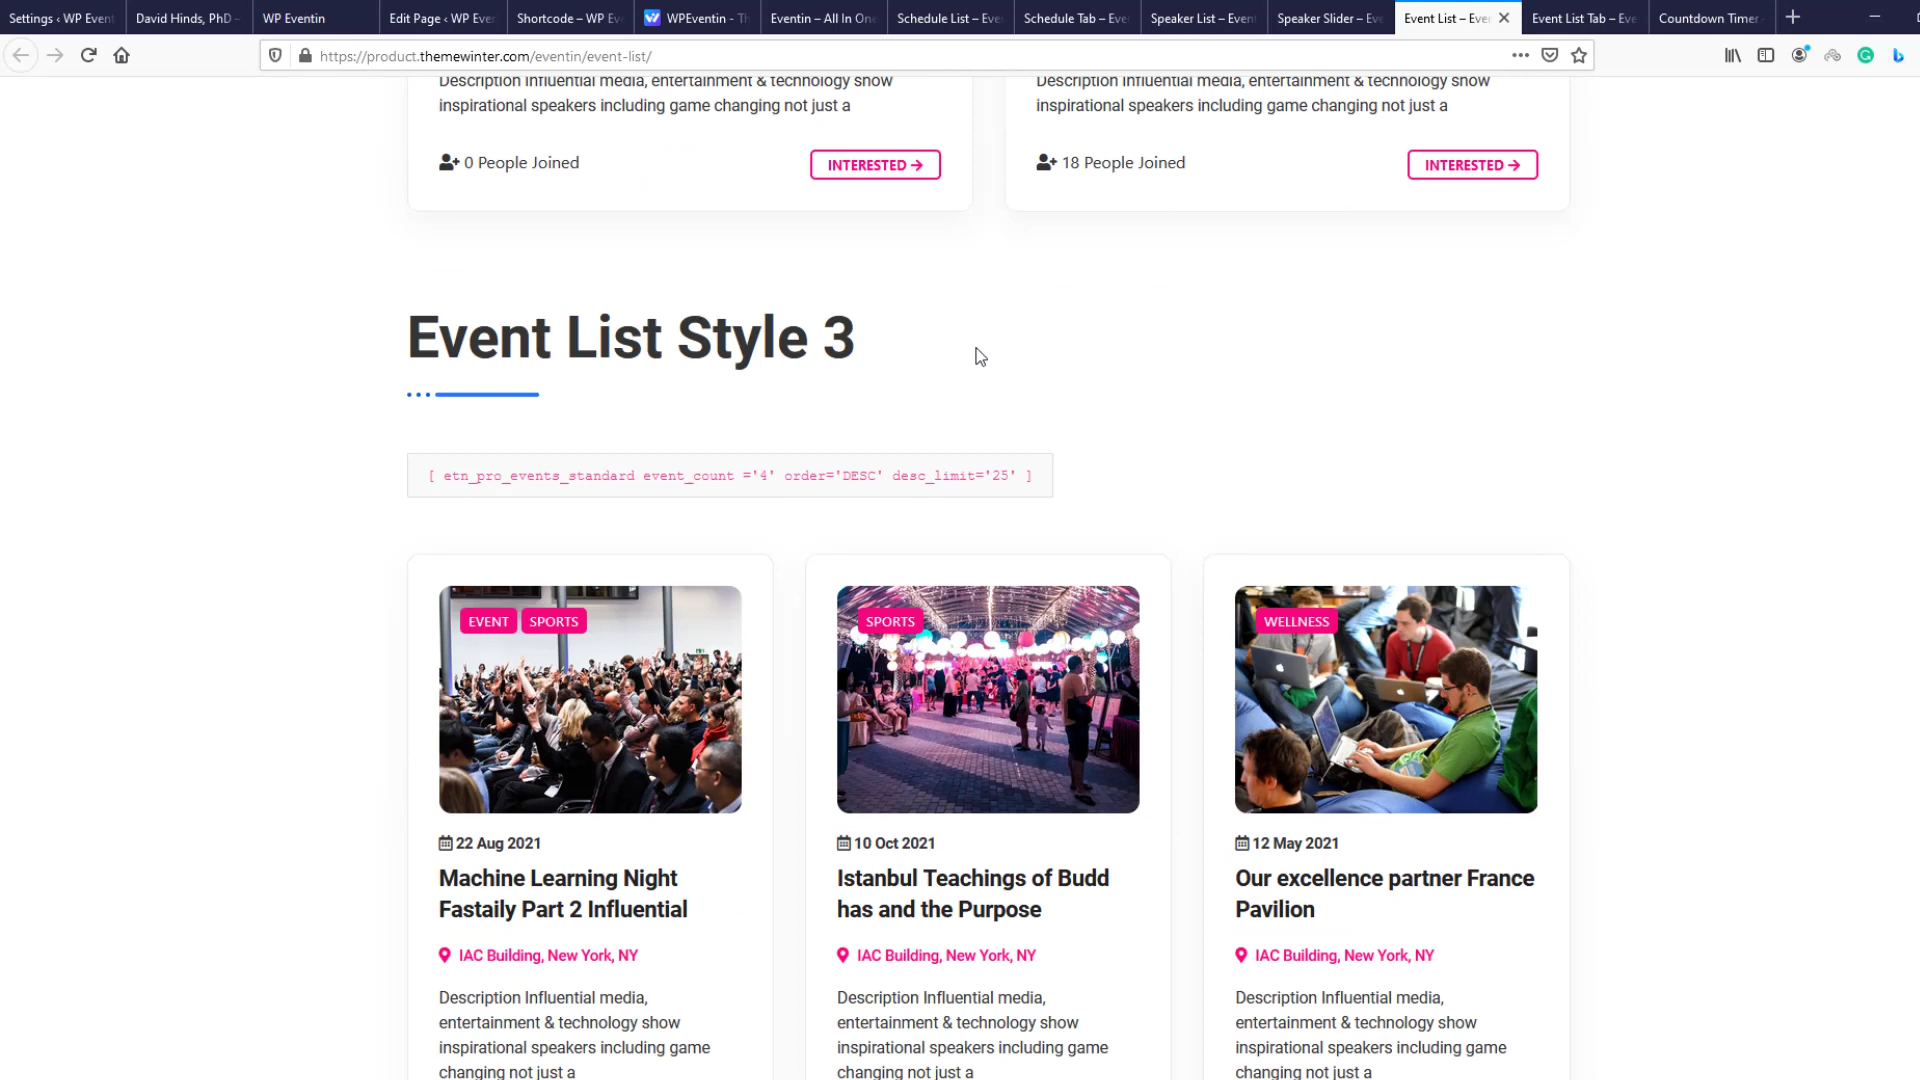 Settings ‹ WP Event
David Hinds, PhD –
WP Eventin
Edit Page ‹ WP Even
Shortcode – WP Ev
WPEventin - Th
Eventin – All In One
Schedule List – Eve
Schedule Tab – Eve
Speaker List – Event
Speaker Slider – Eve
Event List – Eve
Event List Tab – Eve
Countdown Timer –
https://product.themewinter.com/eventin/event-list/
Description Influential media, entertainment & technology show
inspirational speakers including game changing not just a
0 People Joined
INTERESTED →
Description Influential media, entertainment & technology show
inspirational speakers including game changing not just a
18 People Joined
INTERESTED →
Event List Style 3
[ etn_pro_events_standard event_count ='4' order='DESC' desc_limit='25' ]
EVENT SPORTS
22 Aug 2021
Machine Learning Night
Fastaily Part 2 Influential
IAC Building, New York, NY
Description Influential media,
entertainment & technology show
inspirational speakers including game
changing not just a
SPORTS
10 Oct 2021
Istanbul Teachings of Budd
has and the Purpose
IAC Building, New York, NY
Description Influential media,
entertainment & technology show
inspirational speakers including game
changing not just a
WELLNESS
12 May 2021
Our excellence partner France
Pavilion
IAC Building, New York, NY
Description Influential media,
entertainment & technology show
inspirational speakers including game
changing not just a